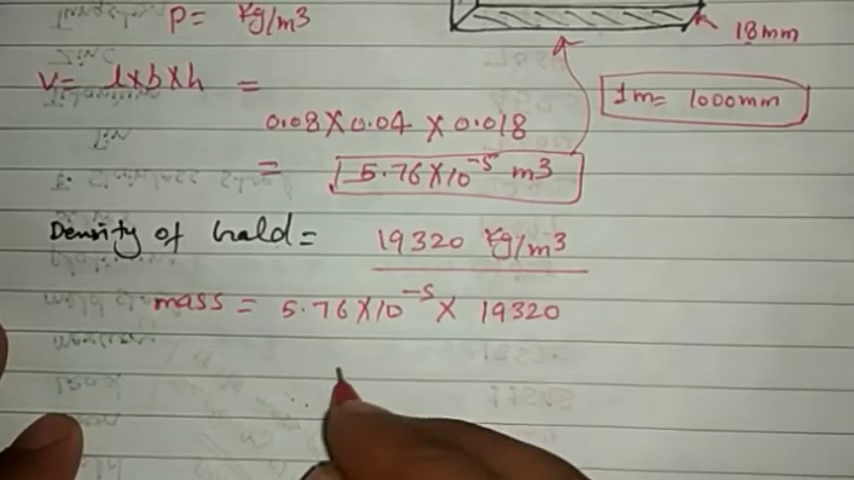 P= Kg/m3
18mm
V= l×b×h =
1m= 1000mm
0.08×0.04×0.018
= 5.76×10⁻⁵ m3
Density of Gold = 19320 Kg/m3
mass = 5.76×10⁻⁵ × 19320